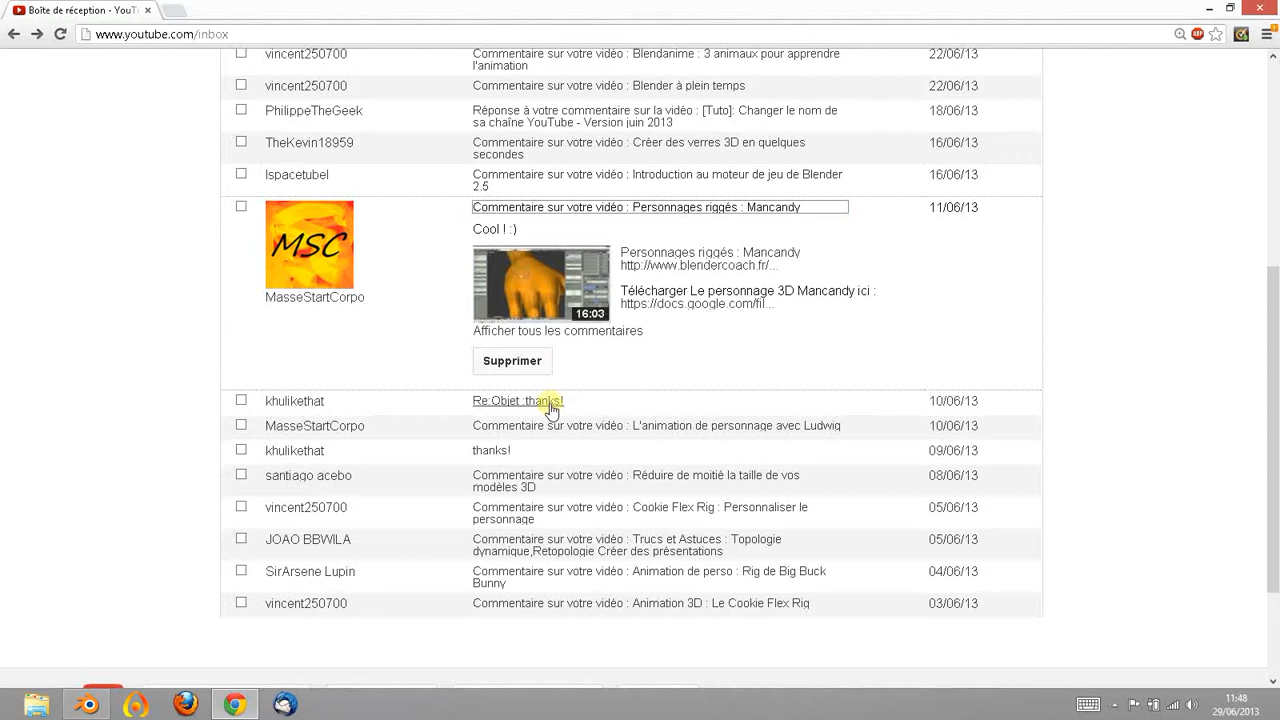 Boîte de réception - YouT
www.youtube.com/inbox
vincent250700 Commentaire sur votre vidéo : Blendanime : 3 animaux pour apprendre 22/06/13
l'animation
vincent250700 Commentaire sur votre vidéo : Blender à plein temps 22/06/13
PhilippeTheGeek Réponse à votre commentaire sur la vidéo : [Tuto]: Changer le nom de 18/06/13
sa chaîne YouTube - Version juin 2013
TheKevin18959 Commentaire sur votre vidéo : Créer des verres 3D en quelques 16/06/13
secondes
Ispacetubel Commentaire sur votre vidéo : Introduction au moteur de jeu de Blender 16/06/13
2.5
Commentaire sur votre vidéo : Personnages riggés : Mancandy 11/06/13
Cool ! :)
MSC
Personnages riggés : Mancandy
http://www.blendercoach.fr/...
Télécharger Le personnage 3D Mancandy ici :
https://docs.google.com/fil...
16:03
MasseStartCorpo
Afficher tous les commentaires
Supprimer
khulikethat Re:Objet :thanks! 10/06/13
MasseStartCorpo Commentaire sur votre vidéo : L'animation de personnage avec Ludwig 10/06/13
khulikethat thanks! 09/06/13
santiago acebo Commentaire sur votre vidéo : Réduire de moitié la taille de vos 08/06/13
modèles 3D
vincent250700 Commentaire sur votre vidéo : Cookie Flex Rig : Personnaliser le 05/06/13
personnage
JOAO BBWILA Commentaire sur votre vidéo : Trucs et Astuces : Topologie 05/06/13
dynamique,Retopologie Créer des présentations
SirArsene Lupin Commentaire sur votre vidéo : Animation de perso : Rig de Big Buck 04/06/13
Bunny
vincent250700 Commentaire sur votre vidéo : Animation 3D : Le Cookie Flex Rig 03/06/13
11:48
29/06/2013